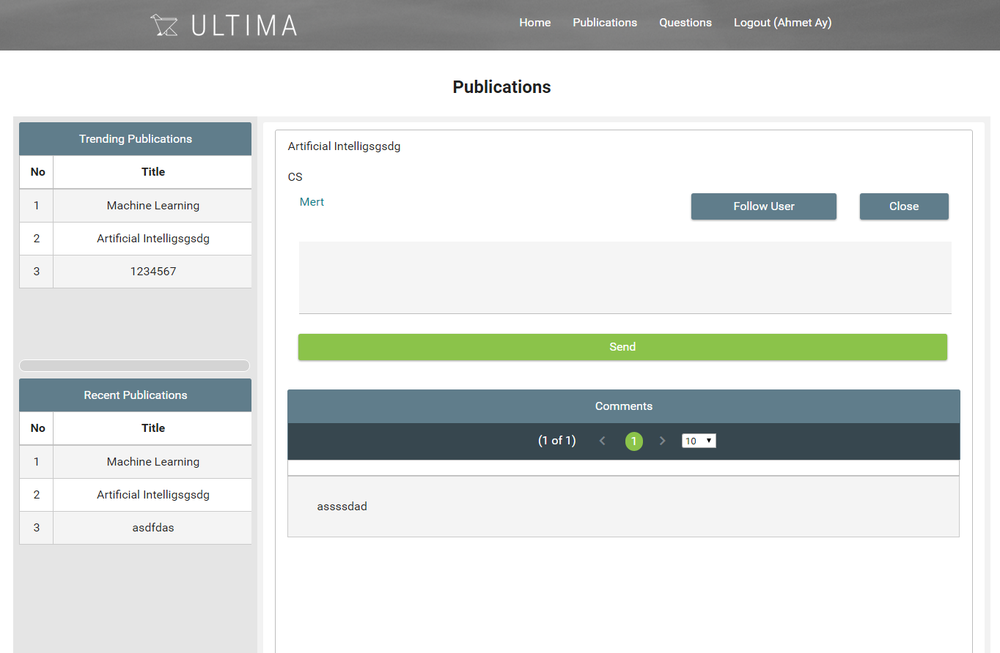 ULTIMA
Home Publications Questions Logout (Ahmet Ay)
Publications
Trending Publications
No Title
1 Machine Learning
2 Artificial Intelligsgsdg
3 1234567
Recent Publications
No Title
1 Machine Learning
2 Artificial Intelligsgsdg
3 asdfdas
Artificial Intelligsgsdg
CS
Mert
Follow User Close
Send
Comments
(1 of 1) 1 10
assssdad